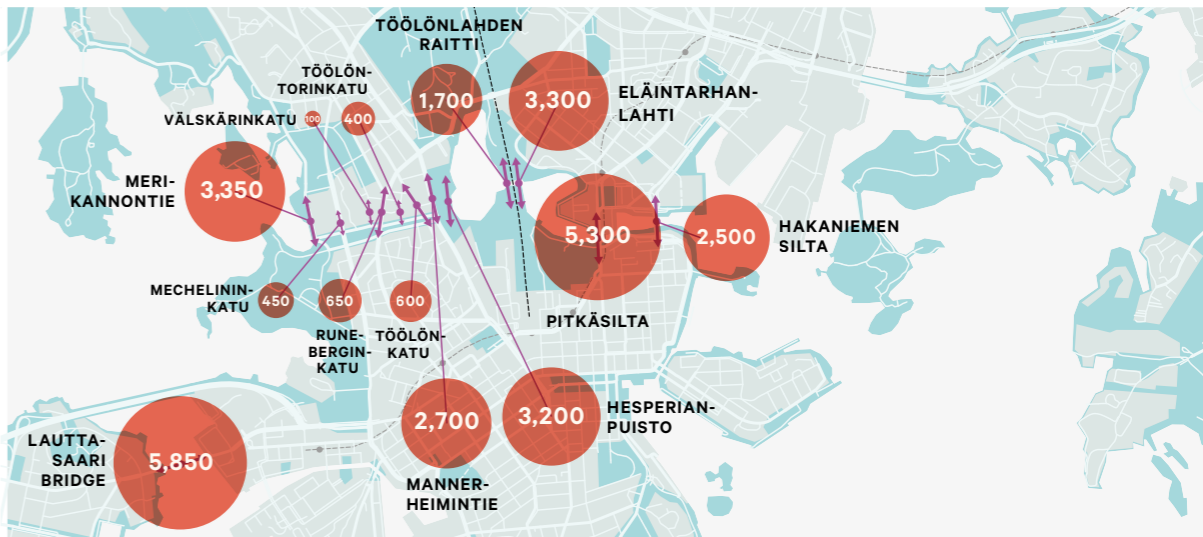 TÖÖLÖNLAHDEN
RAITTI
1,700
3,300
ELÄINTARHAN-
LAHTI
TÖÖLÖN-
TORINKATU
400
VÄLSKÄRINKATU
100
MERI-
KANNONTIE
3,350
5,300
PITKÄSILTA
2,500
HAKANIEMEN
SILTA
MECHELININ-
KATU
450
650
RUNE-
BERGIN-
KATU
600
TÖÖLÖN-
KATU
2,700
MANNER-
HEIMINTIE
3,200
HESPERIAN-
PUISTO
LAUTTA-
SAARI
BRIDGE
5,850